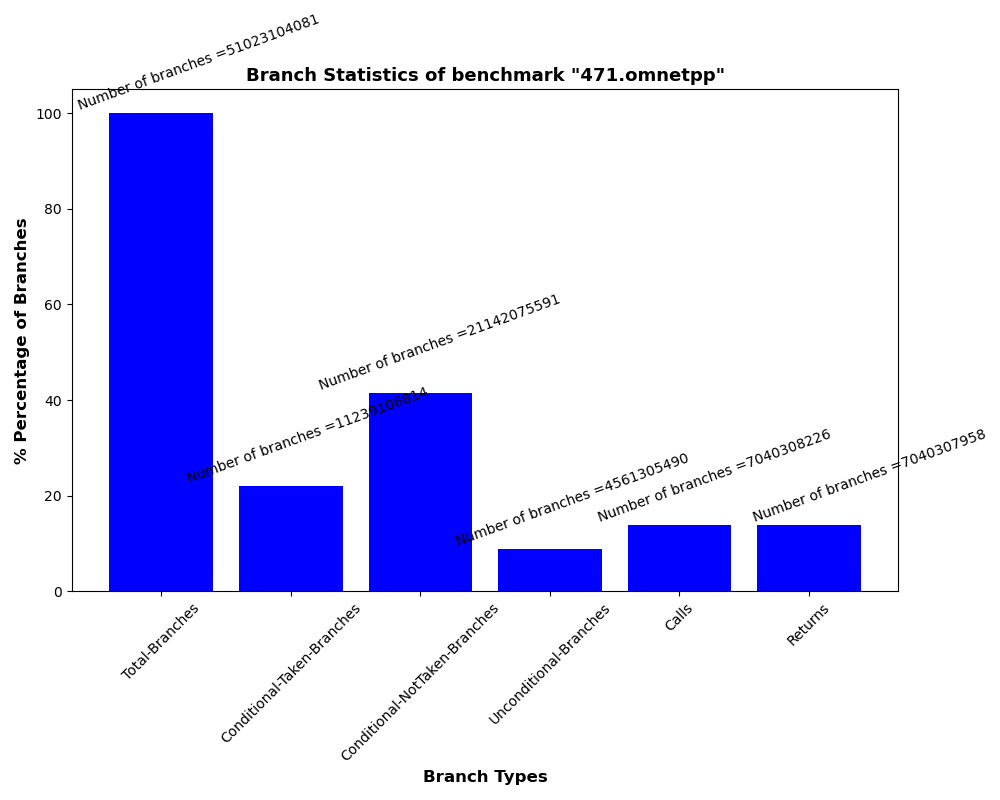 Number of branches =51023104081
Branch Statistics of benchmark "471.omnetpp"
% Percentage of Branches
100
80
60
40
20
0
Number of branches =11239106814
Number of branches =21142075591
Number of branches =4561305490
Number of branches =7040308226
Number of branches =7040307958
Total-Branches
Conditional-Taken-Branches
Conditional-NotTaken-Branches
Unconditional-Branches
Calls
Returns
Branch Types